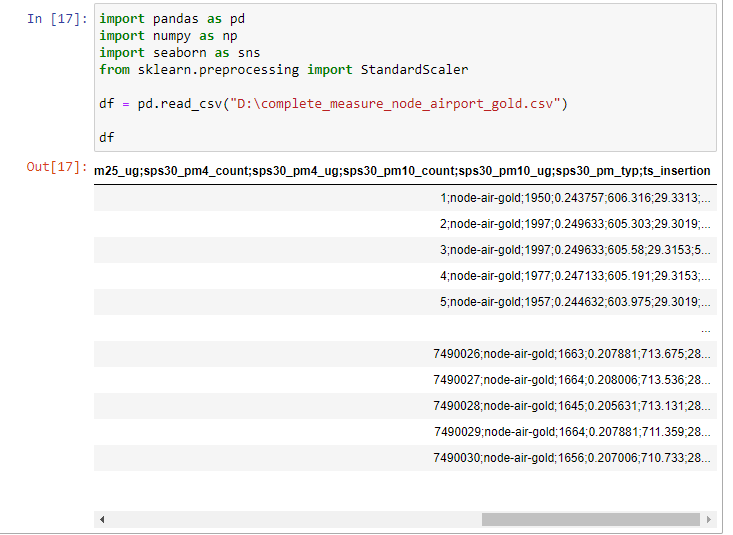 In [17]:
import pandas as pd
import numpy as np
import seaborn as sns
from sklearn.preprocessing import StandardScaler
df = pd.read_csv("D:\complete_measure_node_airport_gold.csv")
df
Out[17]:
m25_ug;sps30_pm4_count;sps30_pm4_ug;sps30_pm10_count;sps30_pm10_ug;sps30_pm_typ;ts_insertion
1;node-air-gold;1950;0.243757;606.316;29.3313;...
2;node-air-gold;1997;0.249633;605.303;29.3019;...
3;node-air-gold;1997;0.249633;605.58;29.3153;5...
4;node-air-gold;1977;0.247133;605.191;29.3153;...
5;node-air-gold;1957;0.244632;603.975;29.3019;...
...
7490026;node-air-gold;1663;0.207881;713.675;28...
7490027;node-air-gold;1664;0.208006;713.536;28...
7490028;node-air-gold;1645;0.205631;713.131;28...
7490029;node-air-gold;1664;0.207881;711.359;28...
7490030;node-air-gold;1656;0.207006;710.733;28...